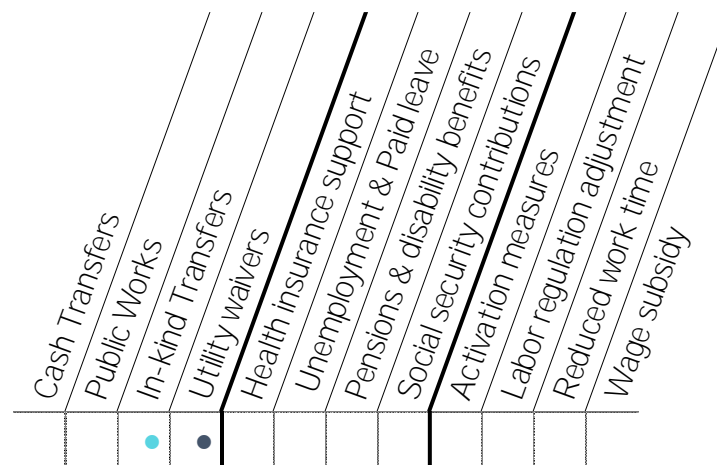 Cash Transfers
Public Works
In-Kind Transfers
Utility waivers
Health insurance support
Unemployment & Paid leave
Pensions & disability benefits
Social security contributions
Activation measures
Labor regulation adjustment
Reduced work time
Wage subsidy